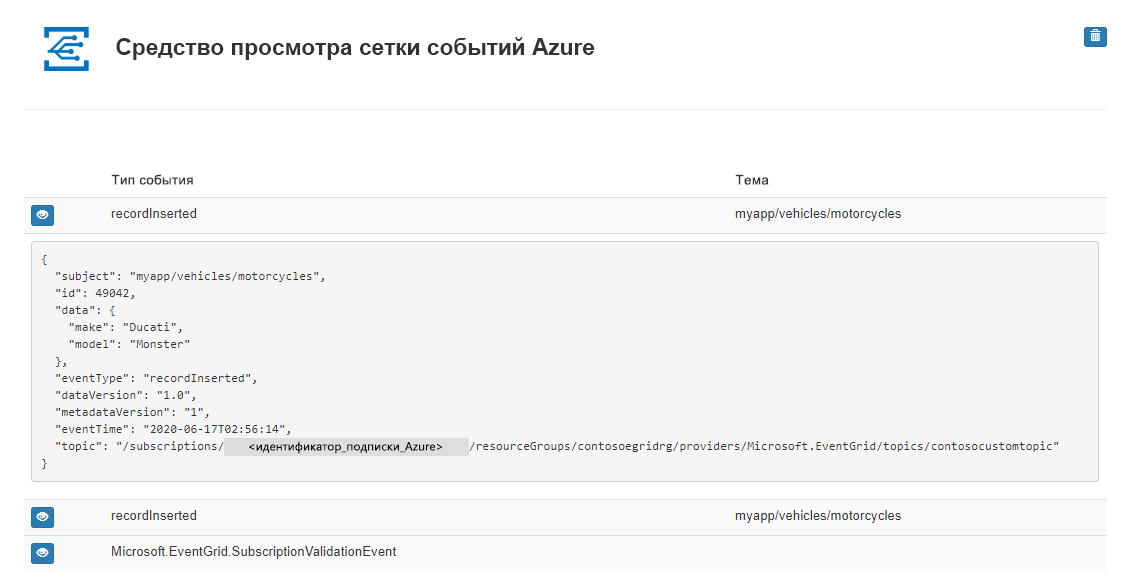 Средство просмотра сетки событий Azure
Тип события Тема
recordInserted myapp/vehicles/motorcycles
{
"subject": "myapp/vehicles/motorcycles",
"id": 49042,
"data": {
"make": "Ducati",
"model": "Monster"
},
"eventType": "recordInserted",
"dataVersion": "1.0",
"metadataVersion": "1",
"eventTime": "2020-06-17T02:56:14",
"topic": "/subscriptions/ <идентификатор_подписки_Azure> /resourceGroups/contosoegridrg/providers/Microsoft.EventGrid/topics/contosocustomtopic"
}
recordInserted myapp/vehicles/motorcycles
Microsoft.EventGrid.SubscriptionValidationEvent